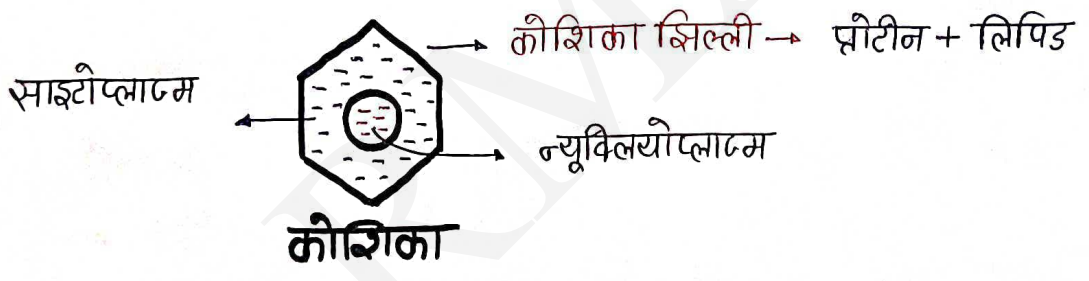 कोशिका झिल्ली → प्रोटीन + लिपिड
साइटोप्लाज्म
न्यूक्लियोप्लाज्म
कोशिका